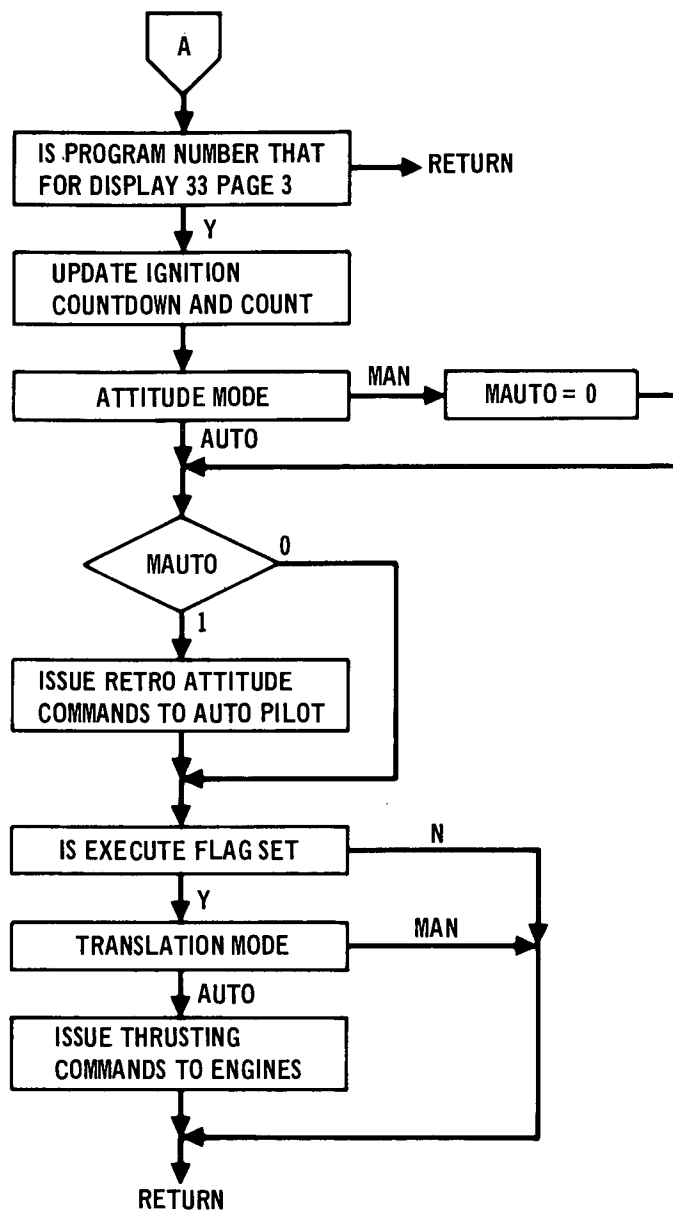 A
IS PROGRAM NUMBER THAT
FOR DISPLAY 33 PAGE 3
RETURN
Y
UPDATE IGNITION
COUNTDOWN AND COUNT
ATTITUDE MODE
MAN
MAUTO = 0
AUTO
MAUTO
0
1
ISSUE RETRO ATTITUDE
COMMANDS TO AUTO PILOT
IS EXECUTE FLAG SET
N
Y
TRANSLATION MODE
MAN
AUTO
ISSUE THRUSTING
COMMANDS TO ENGINES
RETURN